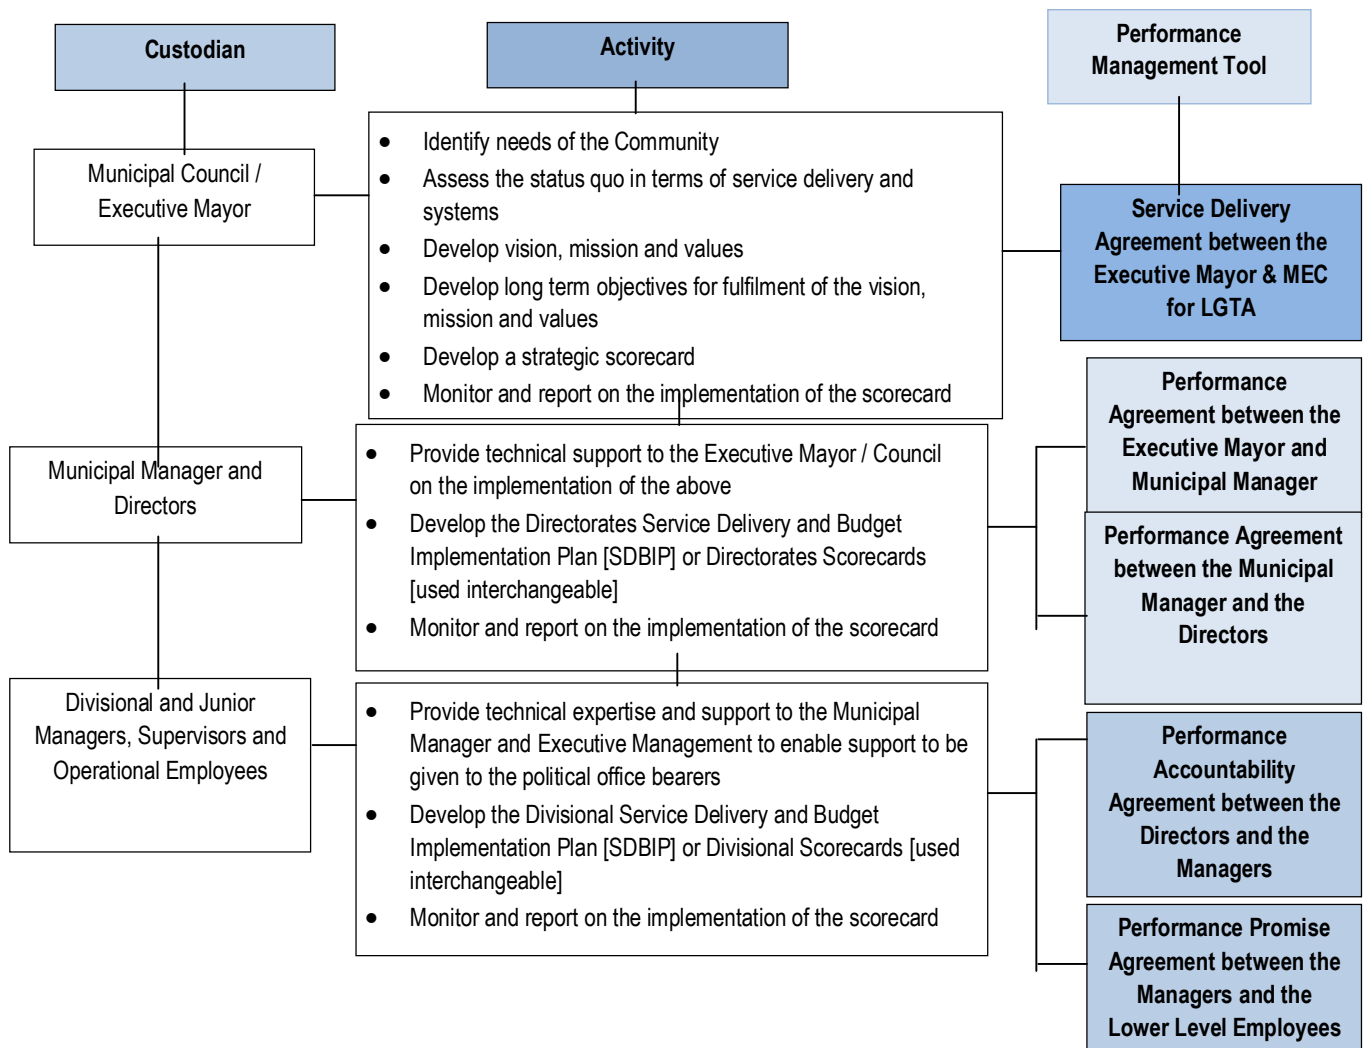 Custodian
Activity
Performance
Management Tool
Municipal Council /
Executive Mayor
● Identify needs of the Community
● Assess the status quo in terms of service delivery and
systems
● Develop vision, mission and values
● Develop long term objectives for fulfilment of the vision,
mission and values
● Develop a strategic scorecard
● Monitor and report on the implementation of the scorecard
Service Delivery
Agreement between the
Executive Mayor & MEC
for LGTA
Municipal Manager and
Directors
● Provide technical support to the Executive Mayor / Council
on the implementation of the above
● Develop the Directorates Service Delivery and Budget
Implementation Plan [SDBIP] or Directorates Scorecards
[used interchangeable]
● Monitor and report on the implementation of the scorecard
Performance
Agreement between the
Executive Mayor and
Municipal Manager
Performance Agreement
between the Municipal
Manager and the
Directors
Divisional and Junior
Managers, Supervisors and
Operational Employees
● Provide technical expertise and support to the Municipal
Manager and Executive Management to enable support to be
given to the political office bearers
● Develop the Divisional Service Delivery and Budget
Implementation Plan [SDBIP] or Divisional Scorecards [used
interchangeable]
● Monitor and report on the implementation of the scorecard
Performance
Accountability
Agreement between the
Directors and the
Managers
Performance Promise
Agreement between the
Managers and the
Lower Level Employees